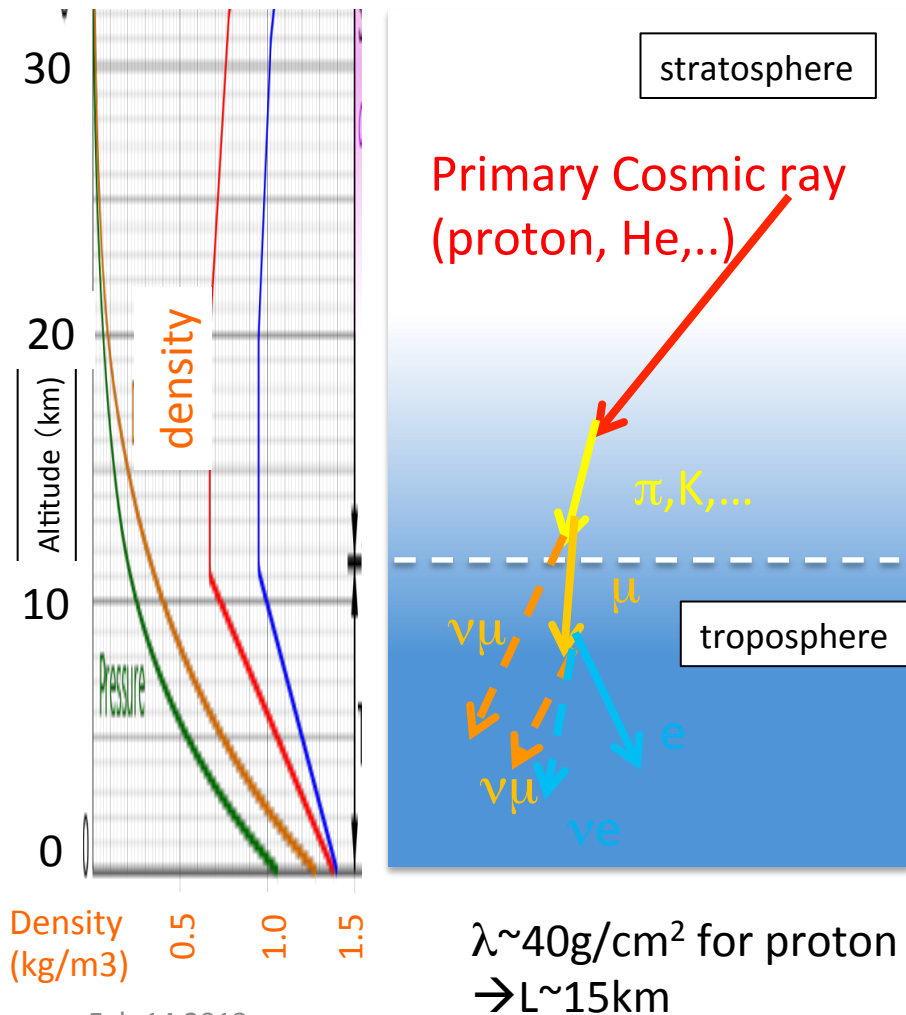 30
20
10
0
0
Altitude (km)
density
Pressure
Density
(kg/m3)
0.5
1.0
1.5
stratosphere
Primary Cosmic ray
(proton, He,..)
π,K,...
μ
νμ
troposphere
e
νμ
νe
λ~40g/cm² for proton
→L~15km